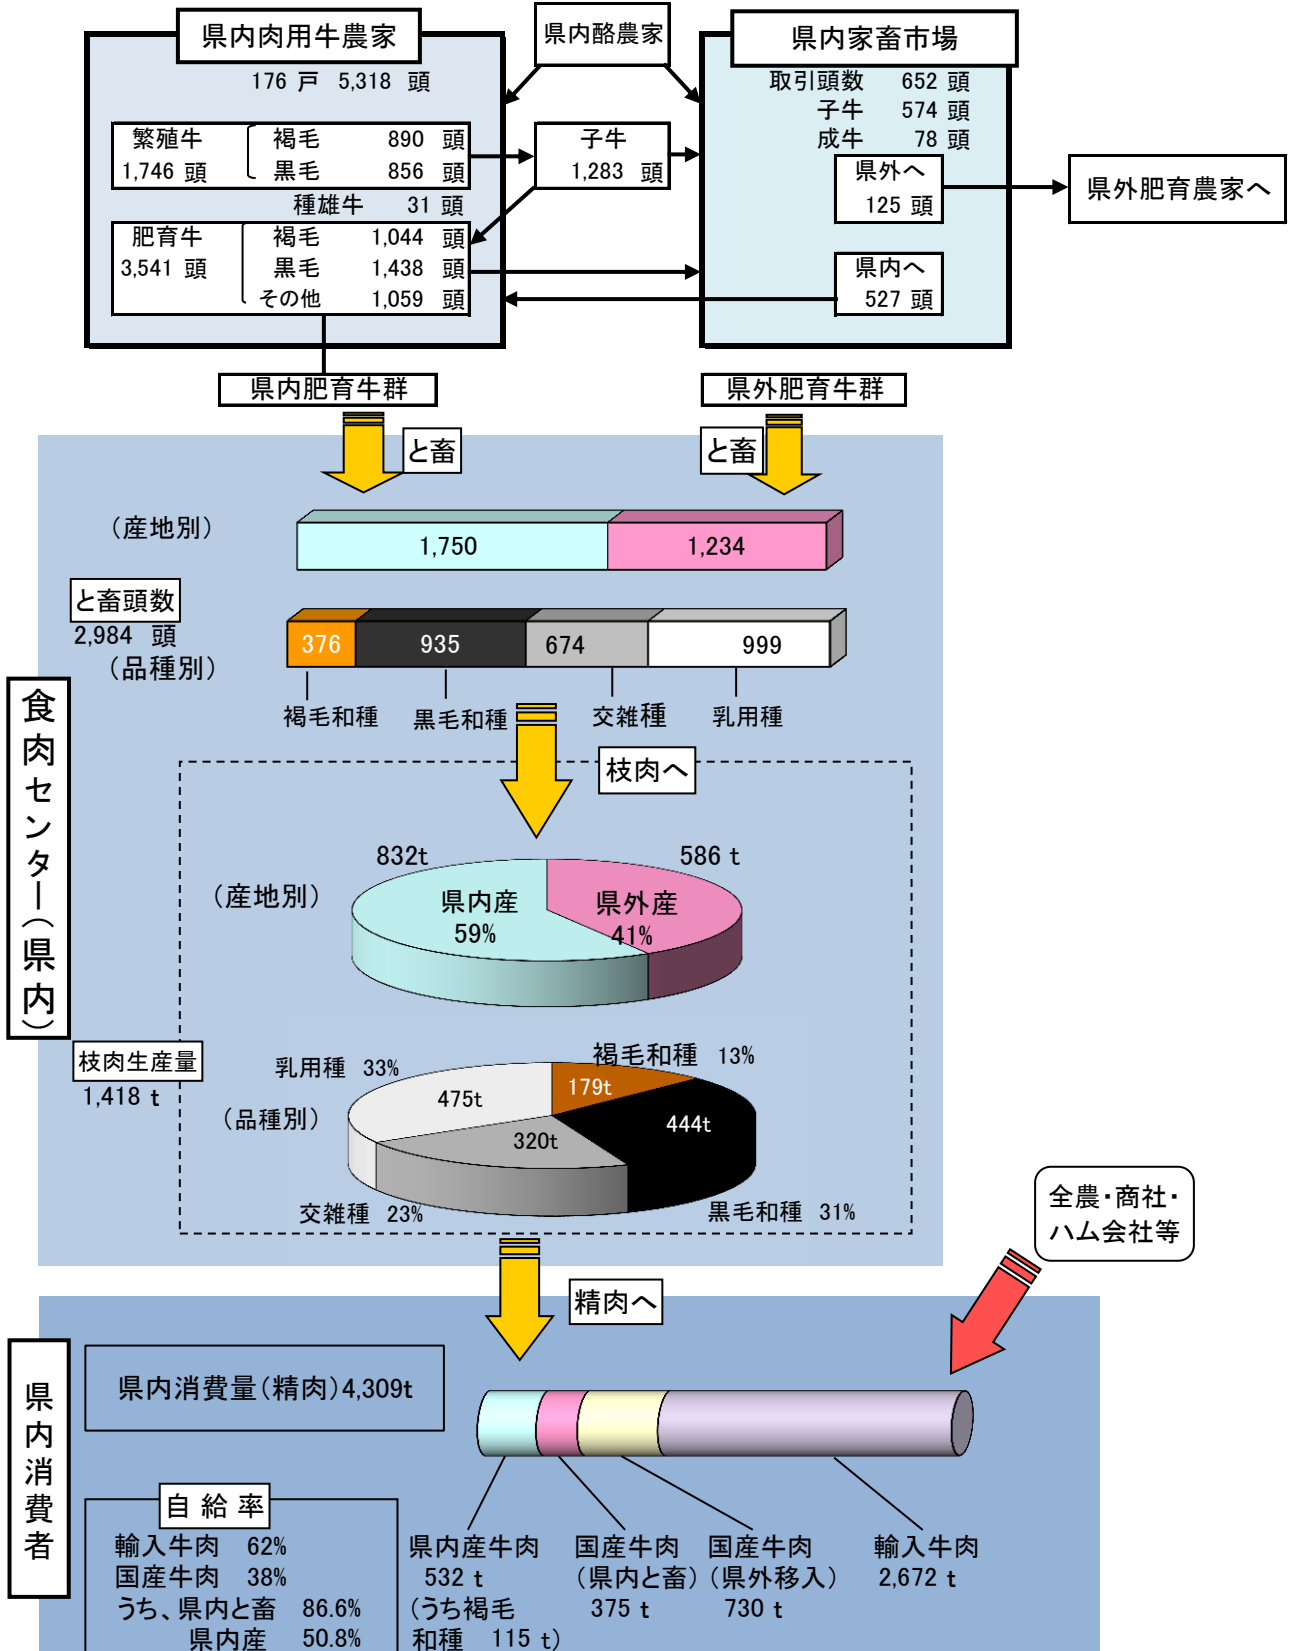 県内肉用牛農家
176 戸 5,318 頭
繁殖牛 褐毛 890 頭
1,746 頭 黒毛 856 頭
種雄牛 31 頭
肥育牛 褐毛 1,044 頭
3,541 頭 黒毛 1,438 頭
その他 1,059 頭
県内酪農家
子牛
1,283 頭
県内家畜市場
取引頭数 652 頭
子牛 574 頭
成牛 78 頭
県外へ
125 頭
県内へ
527 頭
県外肥育農家へ
県内肥育牛群
県外肥育牛群
と畜
と畜
(産地別)
1,750 1,234
と畜頭数
2,984 頭
(品種別)
376 935 674 999
褐毛和種 黒毛和種 交雑種 乳用種
食肉センター(県内)
枝肉へ
832t 586 t
(産地別)
県内産 県外産
59% 41%
枝肉生産量
1,418 t
乳用種 33% 褐毛和種 13%
475t 179t
(品種別)
320t 444t
交雑種 23% 黒毛和種 31%
全農・商社・
ハム会社等
精肉へ
県内消費者
県内消費量(精肉)4,309t
自 給 率
輸入牛肉 62%
国産牛肉 38%
うち、県内と畜 86.6%
県内産 50.8%
県内産牛肉
532 t
(うち褐毛
和種 115 t)
国産牛肉
(県内と畜)
375 t
国産牛肉
(県外移入)
730 t
輸入牛肉
2,672 t